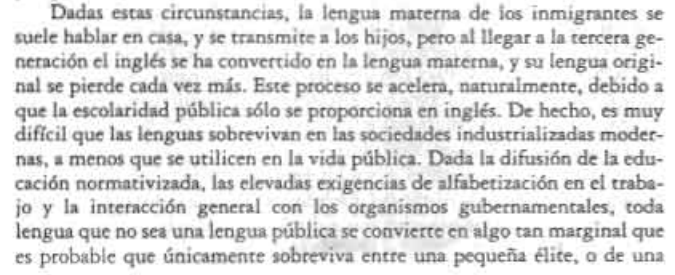 Dadas estas circunstancias, la lengua materna de los inmigrantes se
suele hablar en casa, y se transmite a los hijos, pero al llegar a la tercera ge-
neración el inglés se ha convertido en la lengua materna, y su lengua origi-
nal se pierde cada vez más. Este proceso se acelera, naturalmente, debido a
que la escolaridad pública sólo se proporciona en inglés. De hecho, es muy
difícil que las lenguas sobrevivan en las sociedades industrializadas moder-
nas, a menos que se utilicen en la vida pública. Dada la difusión de la edu-
cación normativizada, las elevadas exigencias de alfabetización en el traba-
jo y la interacción general con los organismos gubernamentales, toda
lengua que no sea una lengua pública se convierte en algo tan marginal que
es probable que únicamente sobreviva entre una pequeña élite, o de una